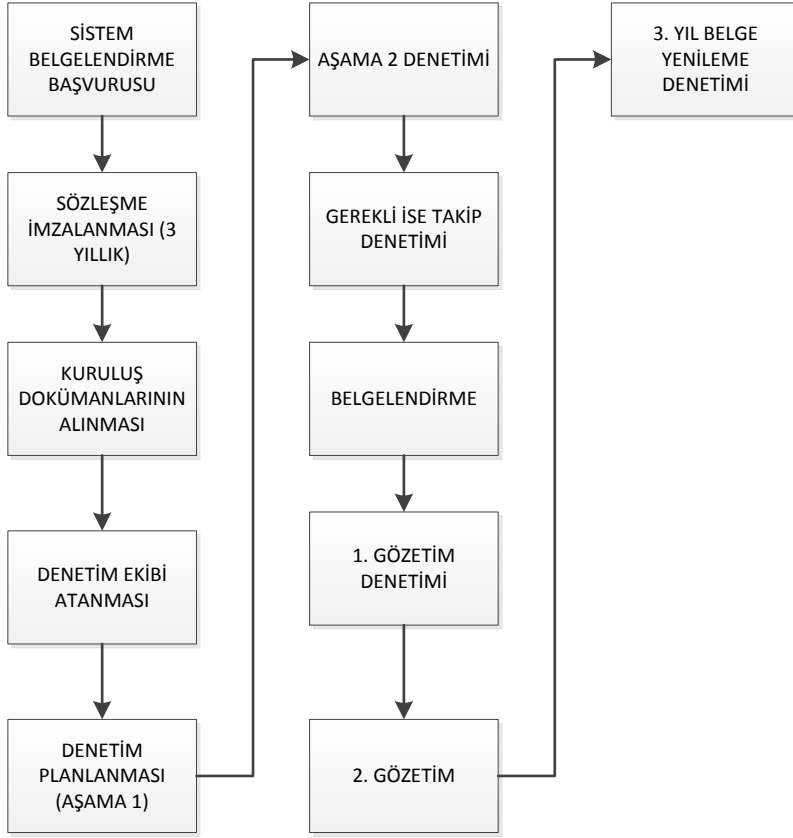 SİSTEM
BELGELENDİRME
BAŞVURUSU
SÖZLEŞME
İMZALANMASI (3
YILLIK)
KURULUŞ
DOKÜMANLARININ
ALINMASI
DENETİM EKİBİ
ATANMASI
DENETİM
PLANLANMASI
(AŞAMA 1)
AŞAMA 2 DENETİMİ
GEREKLİ İSE TAKİP
DENETİMİ
BELGELENDİRME
1. GÖZETİM
DENETİMİ
2. GÖZETİM
3. YIL BELGE
YENİLEME
DENETİMİ